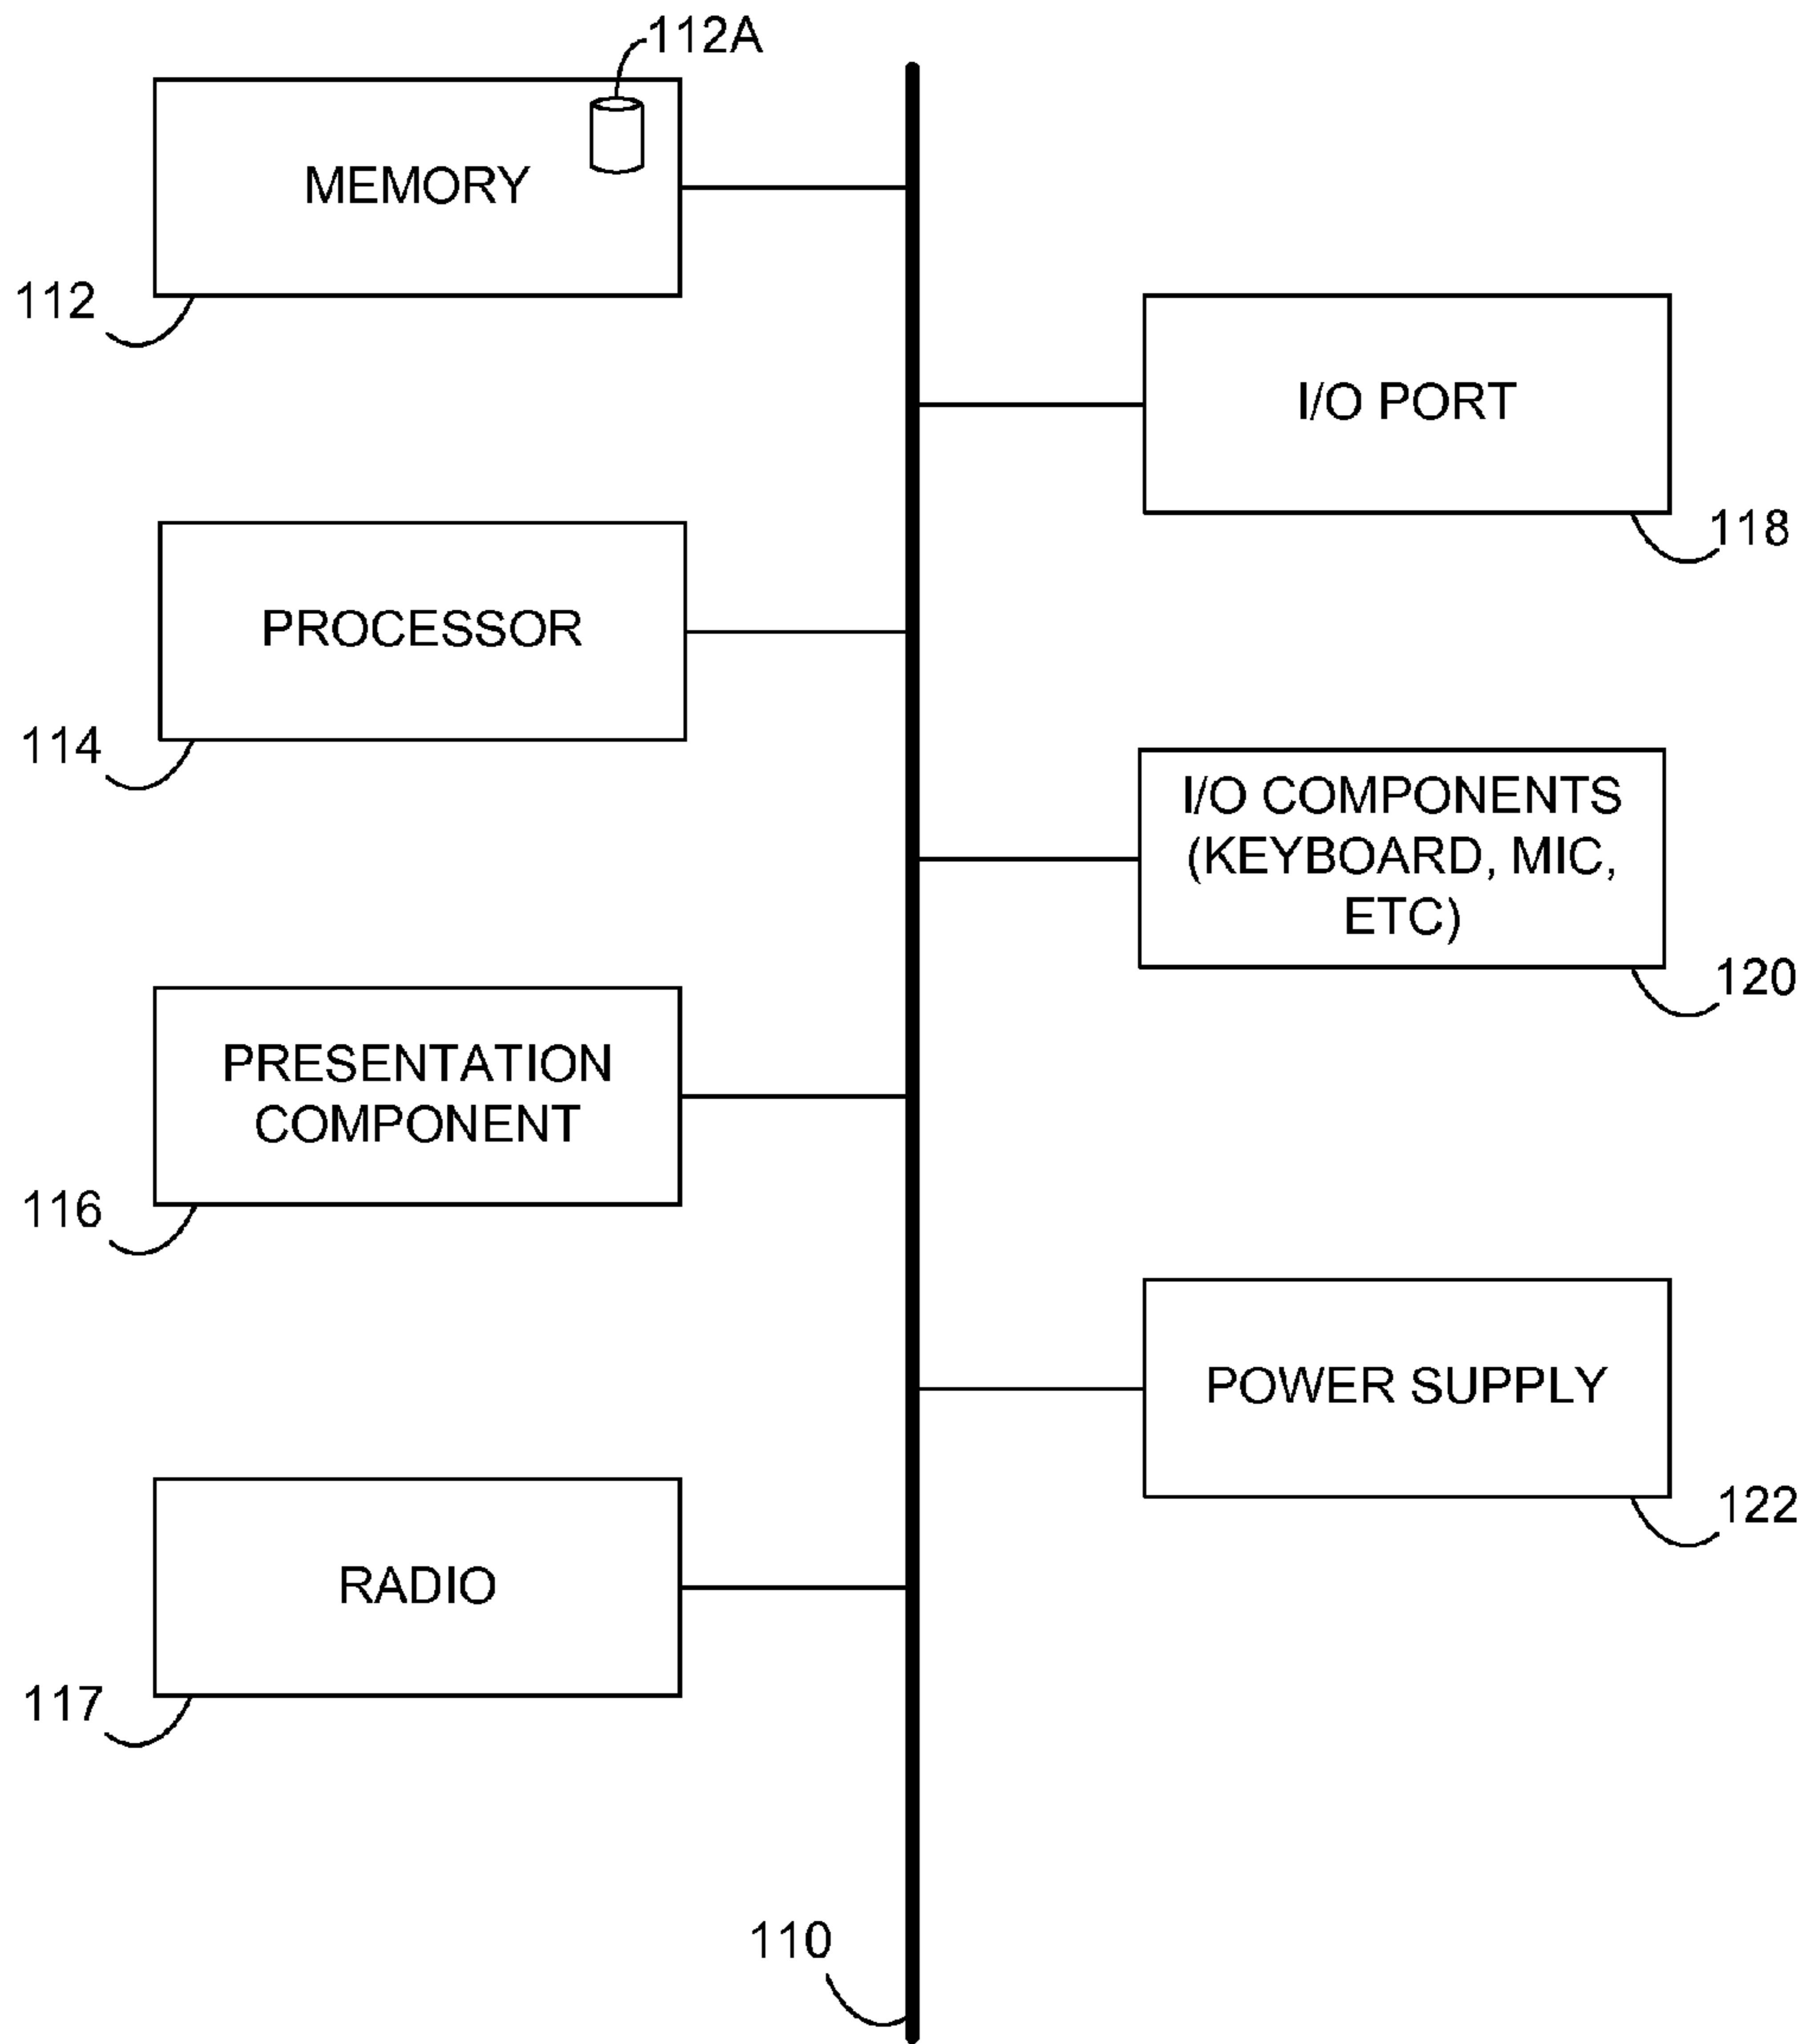 112A
MEMORY
112
I/O PORT
118
PROCESSOR
114
I/O COMPONENTS
(KEYBOARD, MIC,
ETC)
120
PRESENTATION
COMPONENT
116
POWER SUPPLY
122
RADIO
117
110